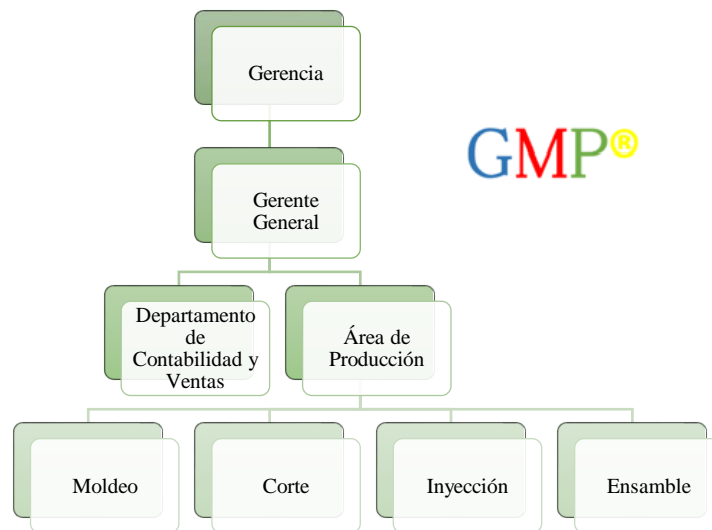 Gerencia
GMP®
Gerente
General
Departamento
de
Contabilidad y
Ventas
Área de
Producción
Moldeo
Corte
Inyección
Ensamble